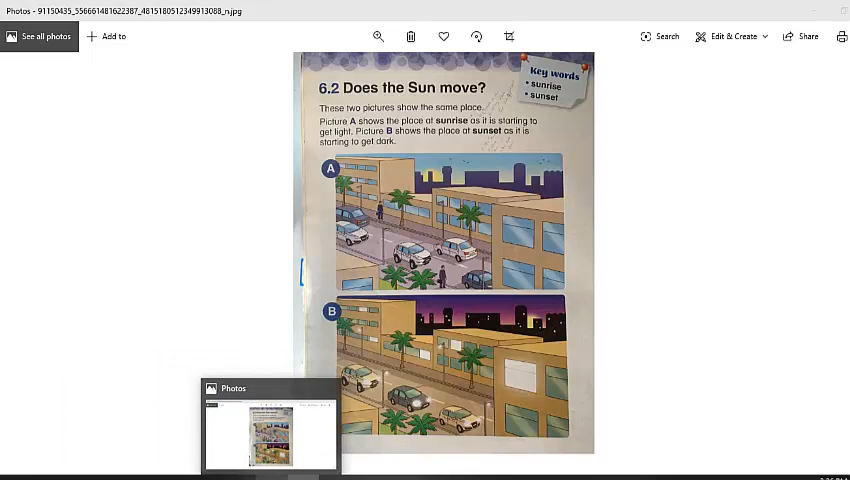 Photos - 91150435_556661481622387_4815180512349913088_n.jpg
See all photos
Add to
Search
Edit & Create
Share
Key words
• sunrise
• sunset
6.2 Does the Sun move?
These two pictures show the same place.
Picture A shows the place at sunrise as it is starting to
get light. Picture B shows the place at sunset as it is
starting to get dark.
A
B
Photos